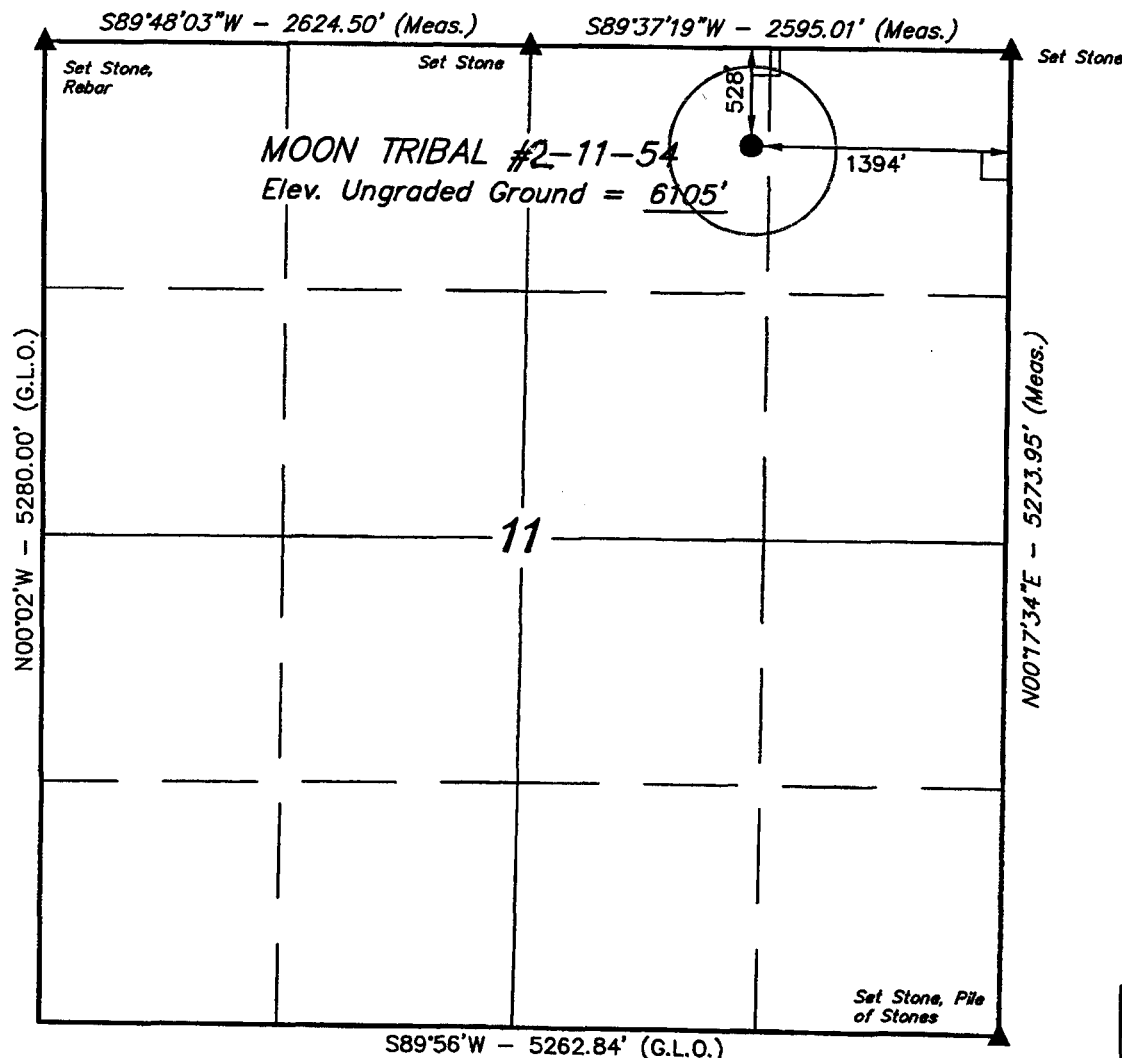 S89°48'03"W - 2624.50' (Meas.)
S89°37'19"W - 2595.01' (Meas.)
Set Stone,
Rebar
Set Stone
Set Stone
528'
1394'
MOON TRIBAL #2-11-54
Elev. Ungraded Ground = 6105'
N00°02'W - 5280.00' (G.L.O.)
11
N00°17'34"E - 5273.95' (Meas.)
Set Stone, Pile
of Stones
S89°56'W - 5262.84' (G.L.O.)